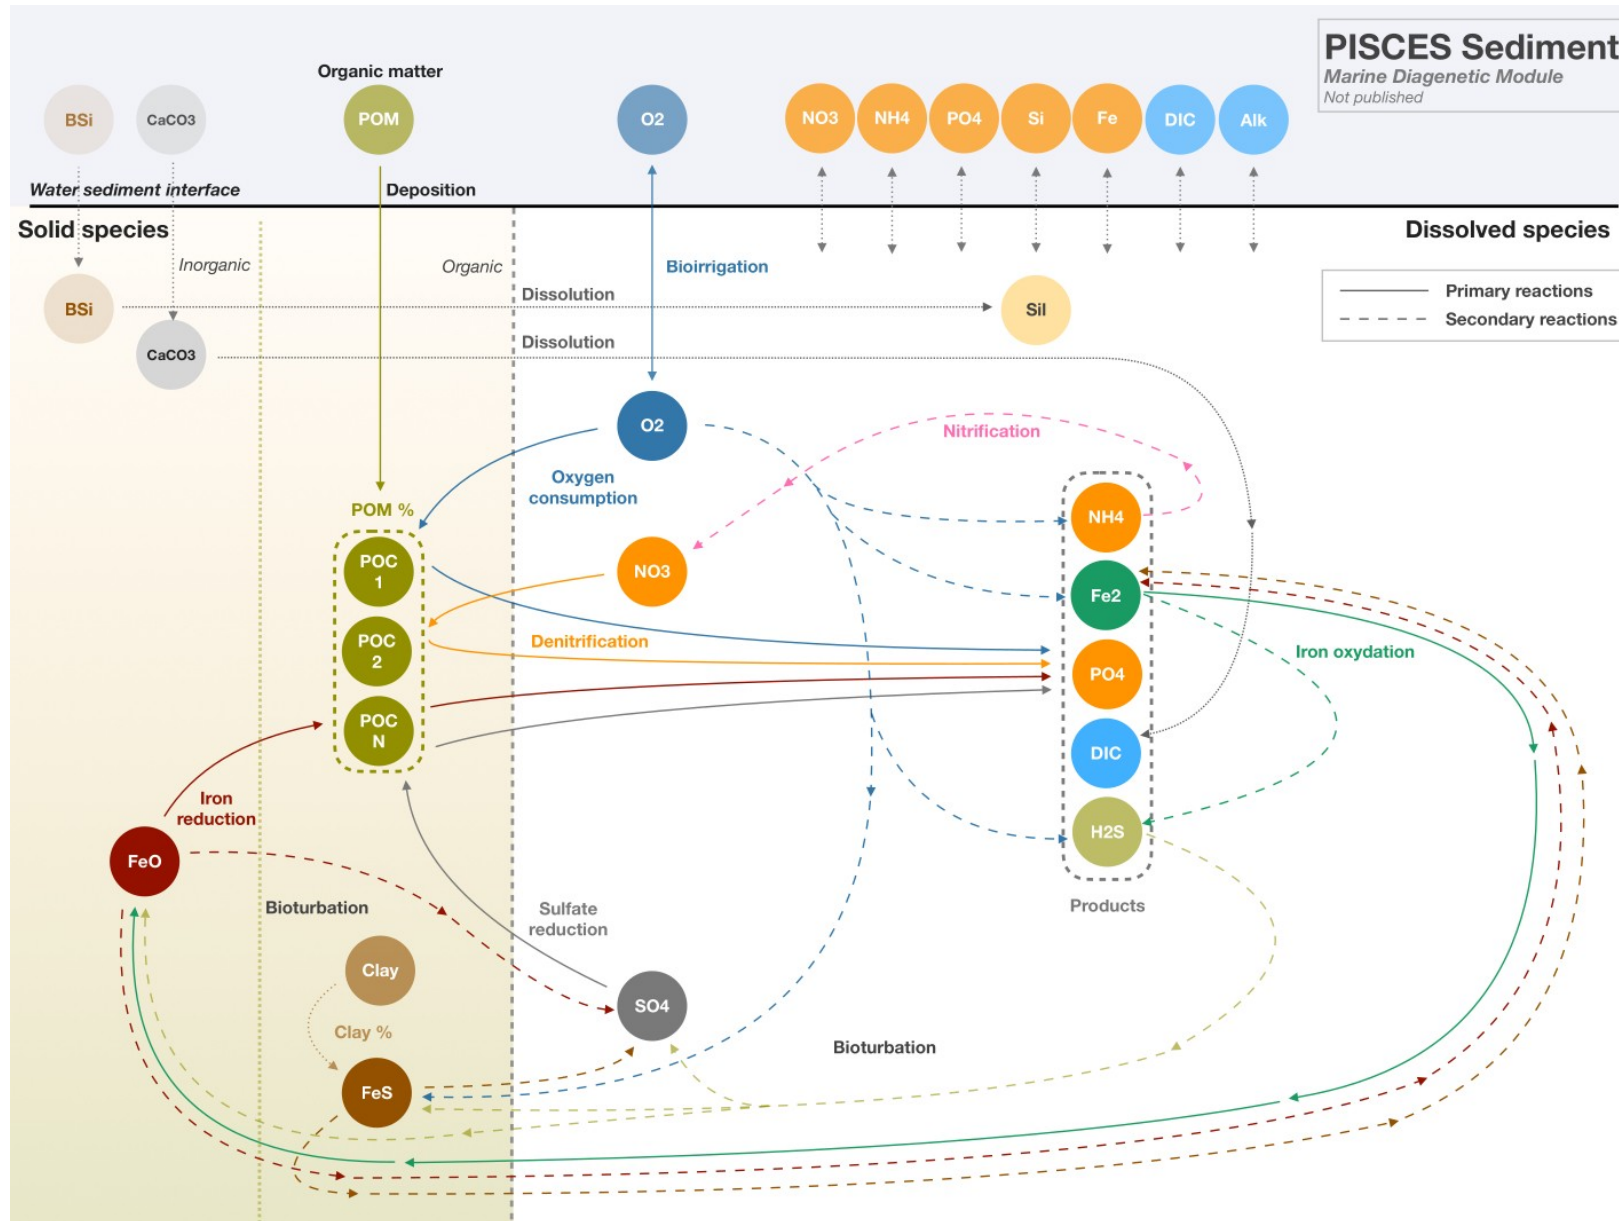 PISCES Sediment
Marine Diagenetic Module
Not published
Organic matter
BSi
CaCO3
POM
O2
NO3
NH4
PO4
Si
Fe
DIC
Alk
Water sediment interface
Deposition
Solid species
Dissolved species
Inorganic
Organic
Bioirrigation
Primary reactions
Secondary reactions
BSi
Dissolution
Sil
CaCO3
Dissolution
O2
Nitrification
Oxygen
consumption
POM %
NH4
POC
1
NO3
Fe2
Denitrification
POC
2
Iron oxydation
PO4
POC
N
DIC
Iron
reduction
H2S
FeO
Bioturbation
Sulfate
reduction
Products
Clay
SO4
Clay %
Bioturbation
FeS